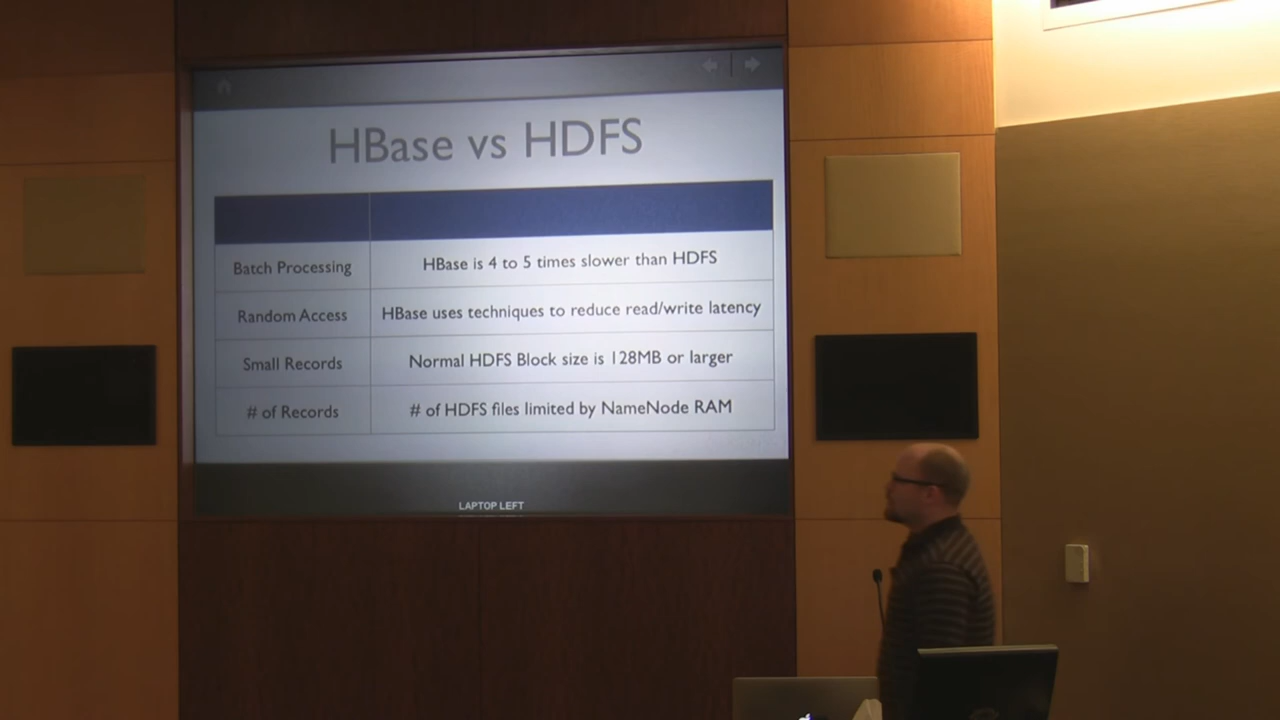 HBase vs HDFS
Batch Processing
HBase is 4 to 5 times slower than HDFS
Random Access
HBase uses techniques to reduce read/write latency
Small Records
Normal HDFS Block size is 128MB or larger
# of Records
# of HDFS files limited by NameNode RAM
LAPTOP LEFT